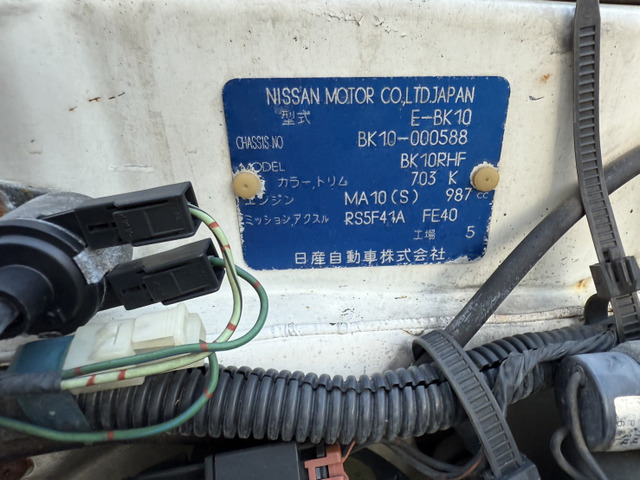 NISSAN MOTOR CO.,LTD.JAPAN
型式 E-BK10
CHASSIS NO BK10-000588
MODEL BK10RHF
カラー,トリム 703 K
エンジン MA10(S) 987 cc
ミッション,アクスル RS5F41A FE40
工場 5
日産自動車株式会社